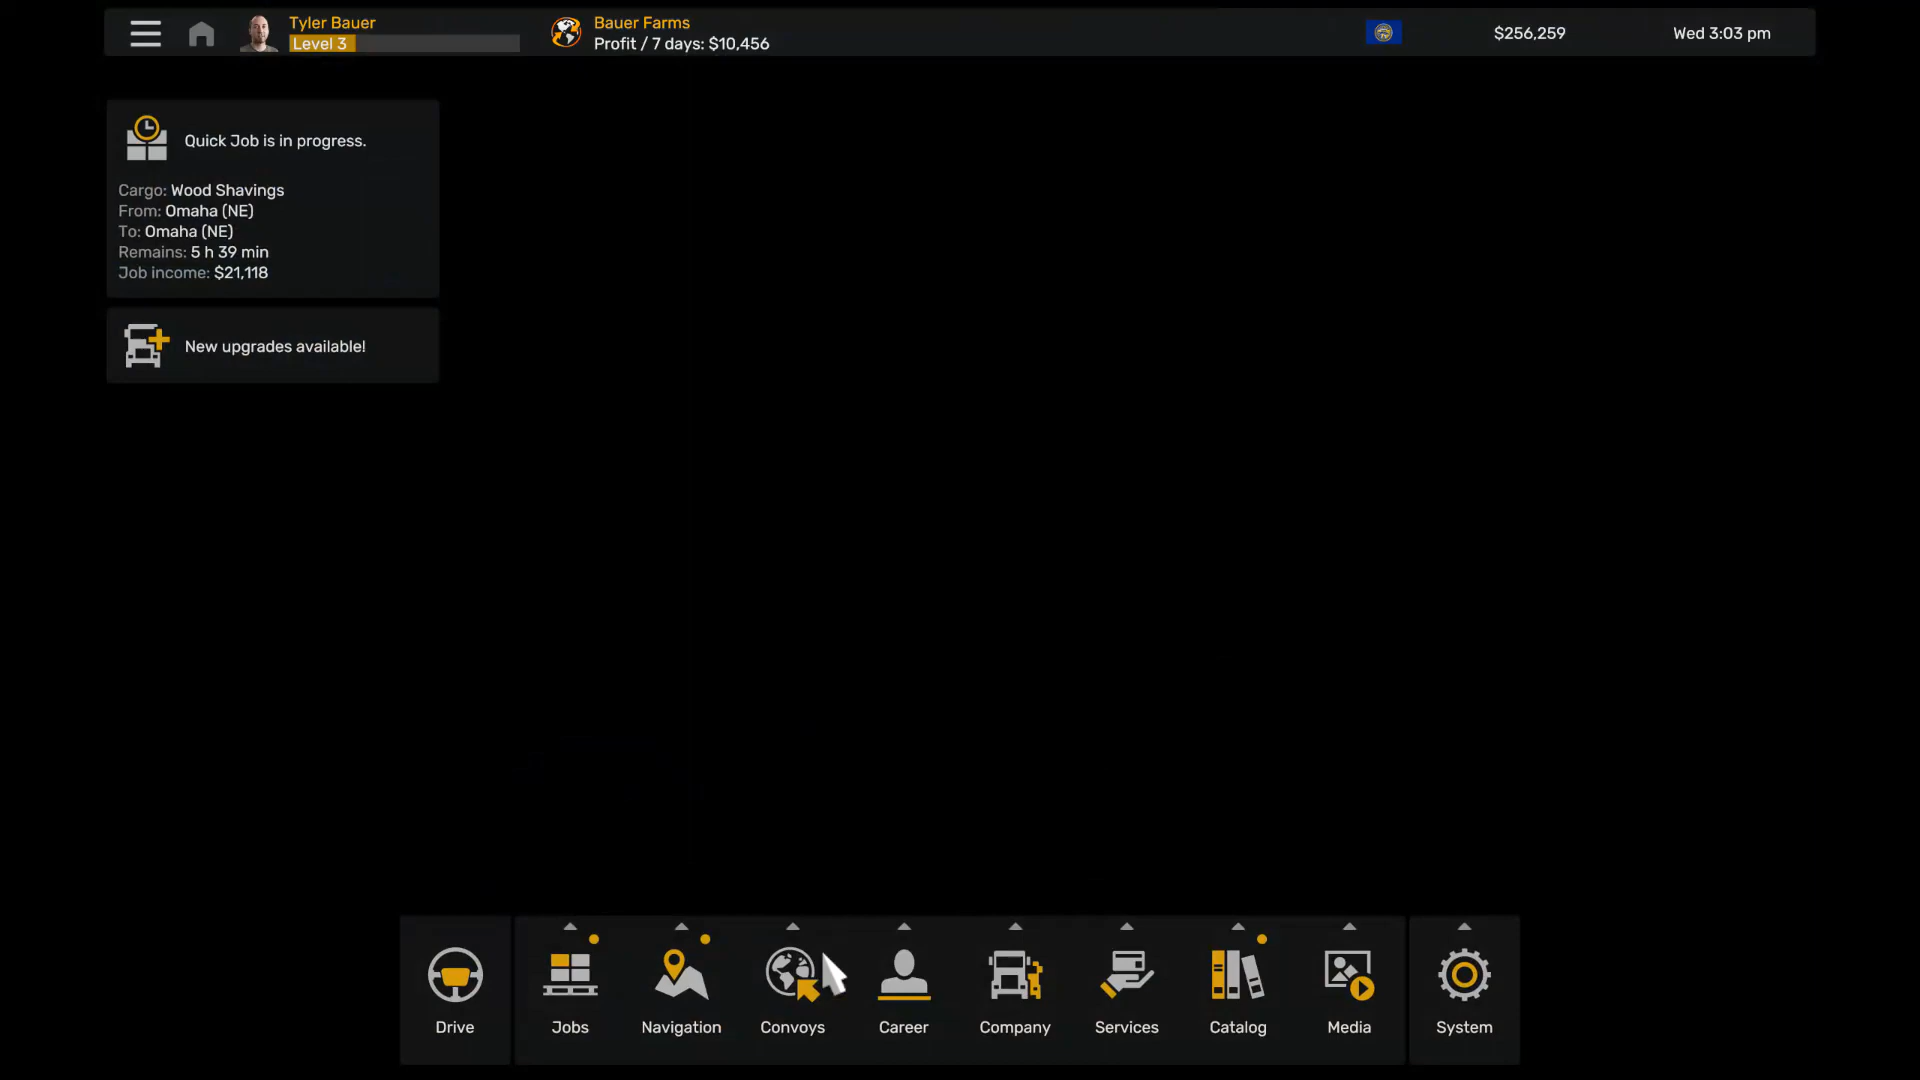 Tyler Bauer
Level 3
Bauer Farms
Profit / 7 days: $10,456
$256,259
Wed 3:03 pm
Quick Job is in progress.
Cargo: Wood Shavings
From: Omaha (NE)
To: Omaha (NE)
Remains: 5 h 39 min
Job income: $21,118
New upgrades available!
Drive
Jobs
Navigation
Convoys
Career
Company
Services
Catalog
Media
System